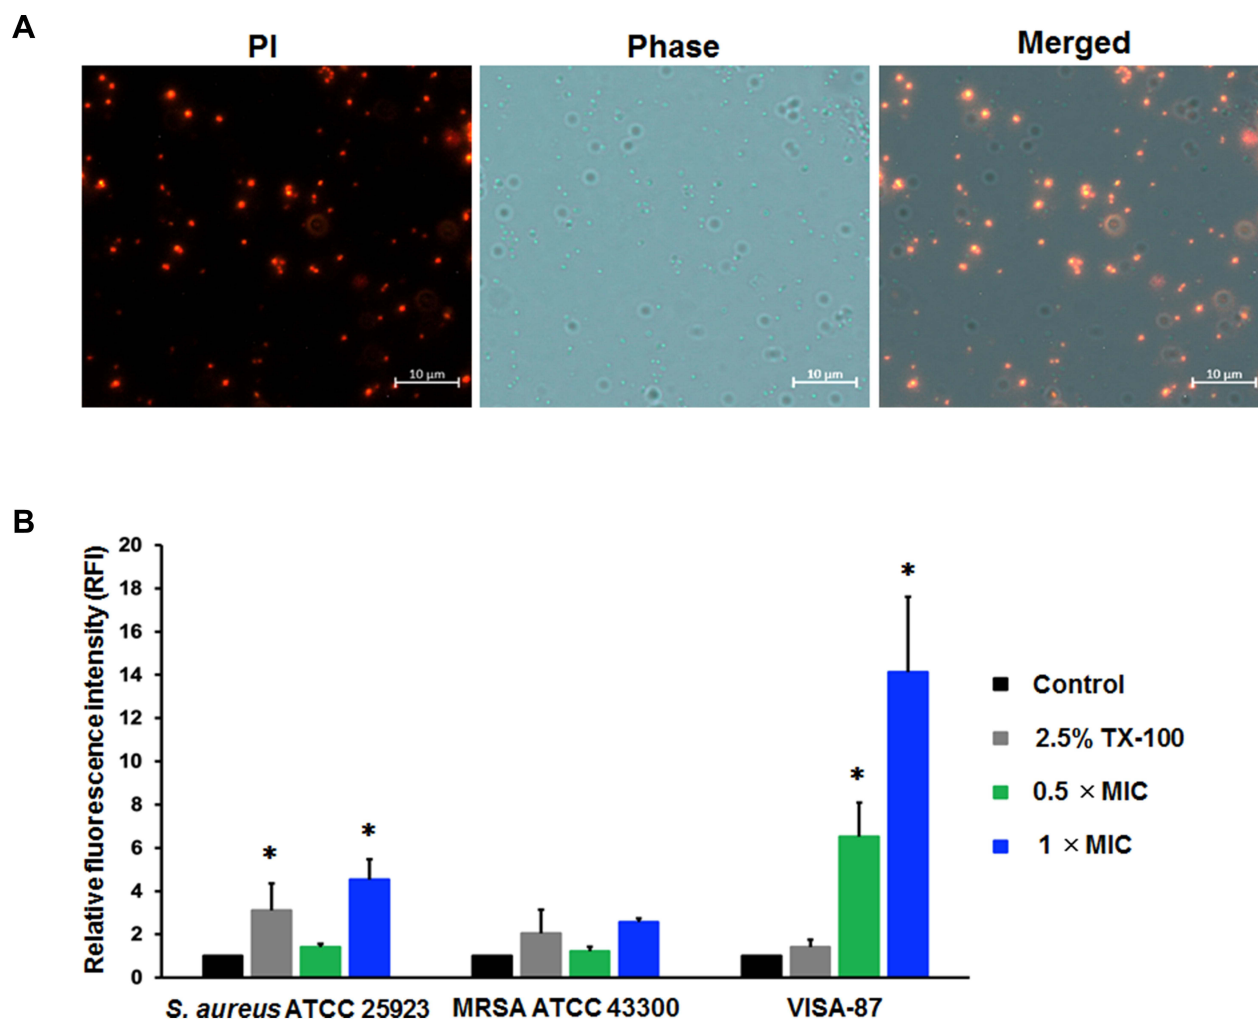 A
PI
Phase
Merged
10 µm
10 µm
10 µm
B
Relative fluorescence intensity (RFI)
20
18
16
14
12
10
8
6
4
2
0
*
*
*
*
S. aureus ATCC 25923
MRSA ATCC 43300
VISA-87
Control
2.5% TX-100
0.5 × MIC
1 × MIC